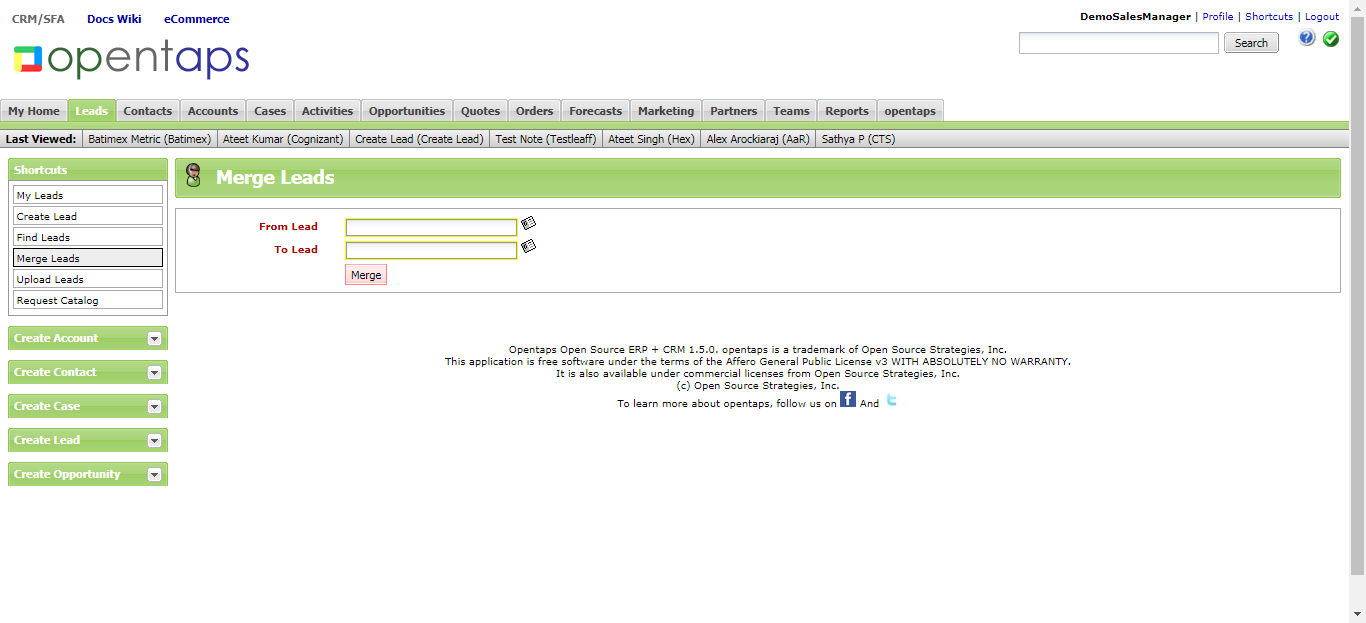 CRM/SFA Docs Wiki eCommerce
DemoSalesManager | Profile | Shortcuts | Logout
opentaps
Search
?
My Home Leads Contacts Accounts Cases Activities Opportunities Quotes Orders Forecasts Marketing Partners Teams Reports opentaps
Last Viewed: Batimex Metric (Batimex) Ateet Kumar (Cognizant) Create Lead (Create Lead) Test Note (Testleaff) Ateet Singh (Hex) Alex Arockiaraj (AaR) Sathya P (CTS)
Shortcuts
My Leads
Create Lead
Find Leads
Merge Leads
Upload Leads
Request Catalog
Create Account
Create Contact
Create Case
Create Lead
Create Opportunity
Merge Leads
From Lead
To Lead
Merge
Opentaps Open Source ERP + CRM 1.5.0. opentaps is a trademark of Open Source Strategies, Inc.
This application is free software under the terms of the Affero General Public License v3 WITH ABSOLUTELY NO WARRANTY.
It is also available under commercial licenses from Open Source Strategies, Inc.
(c) Open Source Strategies, Inc.
To learn more about opentaps, follow us on f And t